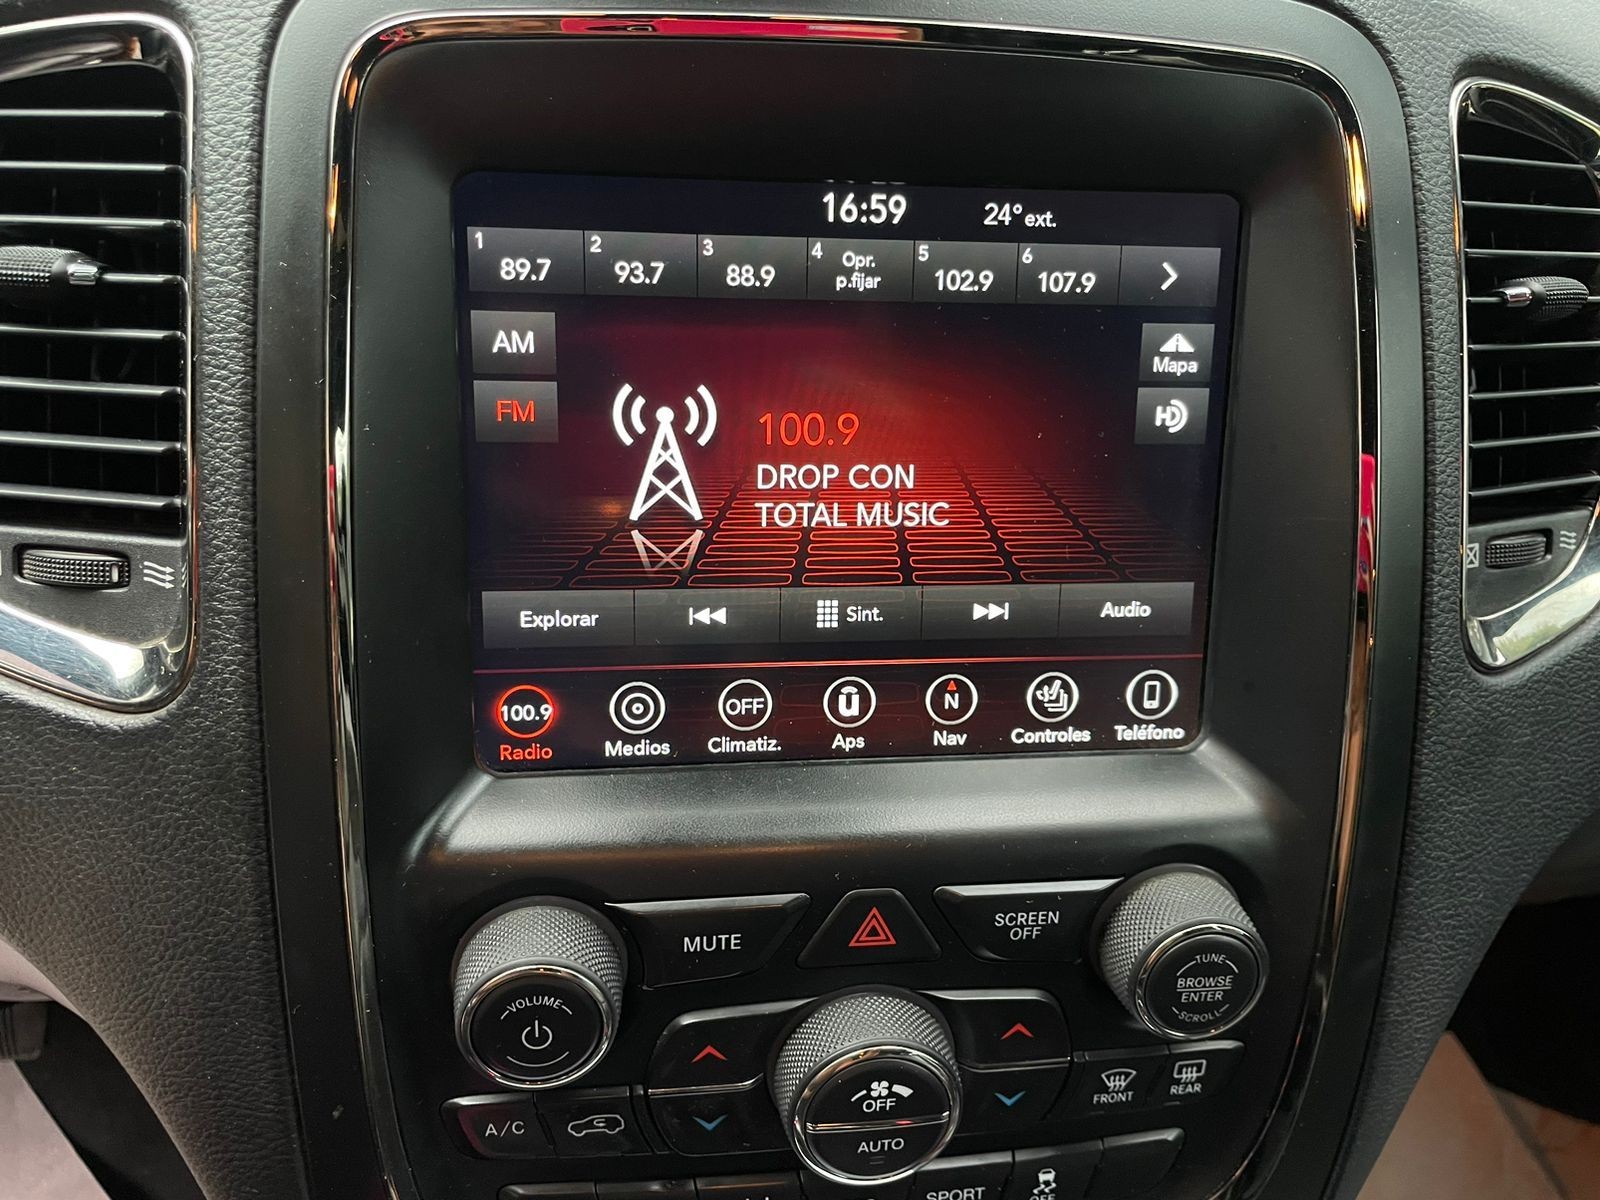 16:59 24° ext.
1 89.7 2 93.7 3 88.9 4 Opr. p.fijar 5 102.9 6 107.9
AM
Mapa
FM
HD
100.9
DROP CON
TOTAL MUSIC
Explorar Sint. Audio
100.9 OFF N
Radio Medios Climatiz. Aps Nav Controles Teléfono
MUTE
SCREEN
OFF
VOLUME
TUNE
BROWSE
ENTER
SCROLL
A/C
OFF
AUTO
FRONT
REAR
SPORT
OFF